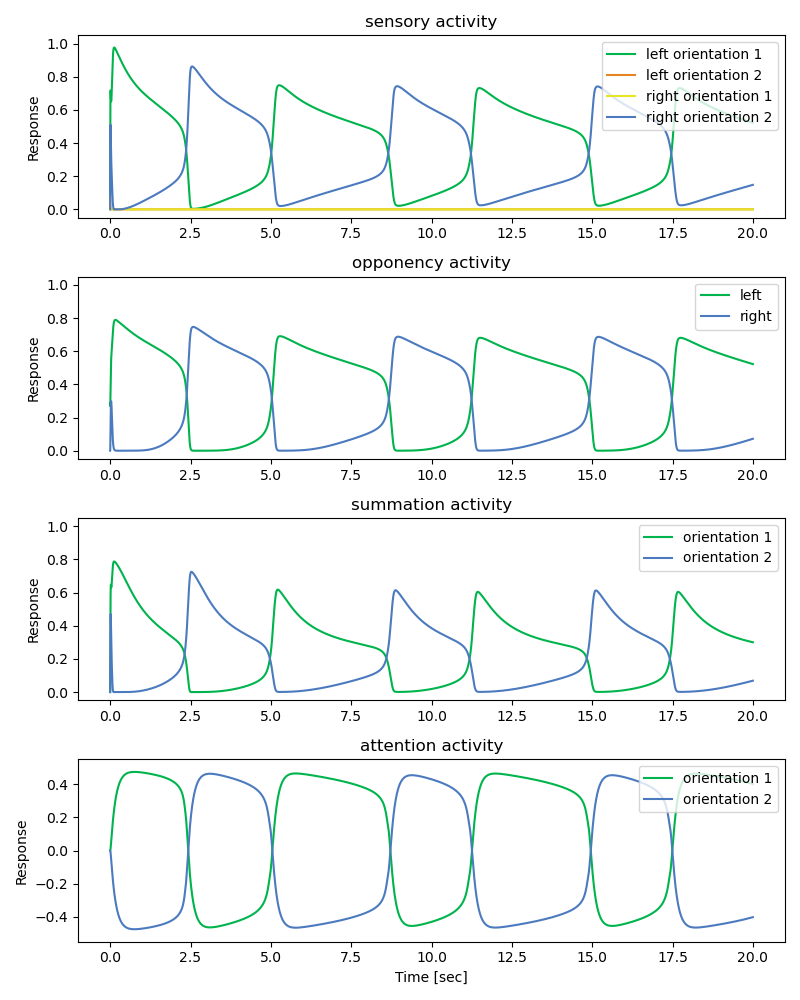 sensory activity
1.0
0.8
0.6
0.4
0.2
0.0
Response
left orientation 1
left orientation 2
right orientation 1
right orientation 2
0.0 2.5 5.0 7.5 10.0 12.5 15.0 17.5 20.0
opponency activity
1.0
0.8
0.6
0.4
0.2
0.0
Response
left
right
0.0 2.5 5.0 7.5 10.0 12.5 15.0 17.5 20.0
summation activity
1.0
0.8
0.6
0.4
0.2
0.0
Response
orientation 1
orientation 2
0.0 2.5 5.0 7.5 10.0 12.5 15.0 17.5 20.0
attention activity
0.4
0.2
0.0
−0.2
−0.4
Response
orientation 1
orientation 2
0.0 2.5 5.0 7.5 10.0 12.5 15.0 17.5 20.0
Time [sec]